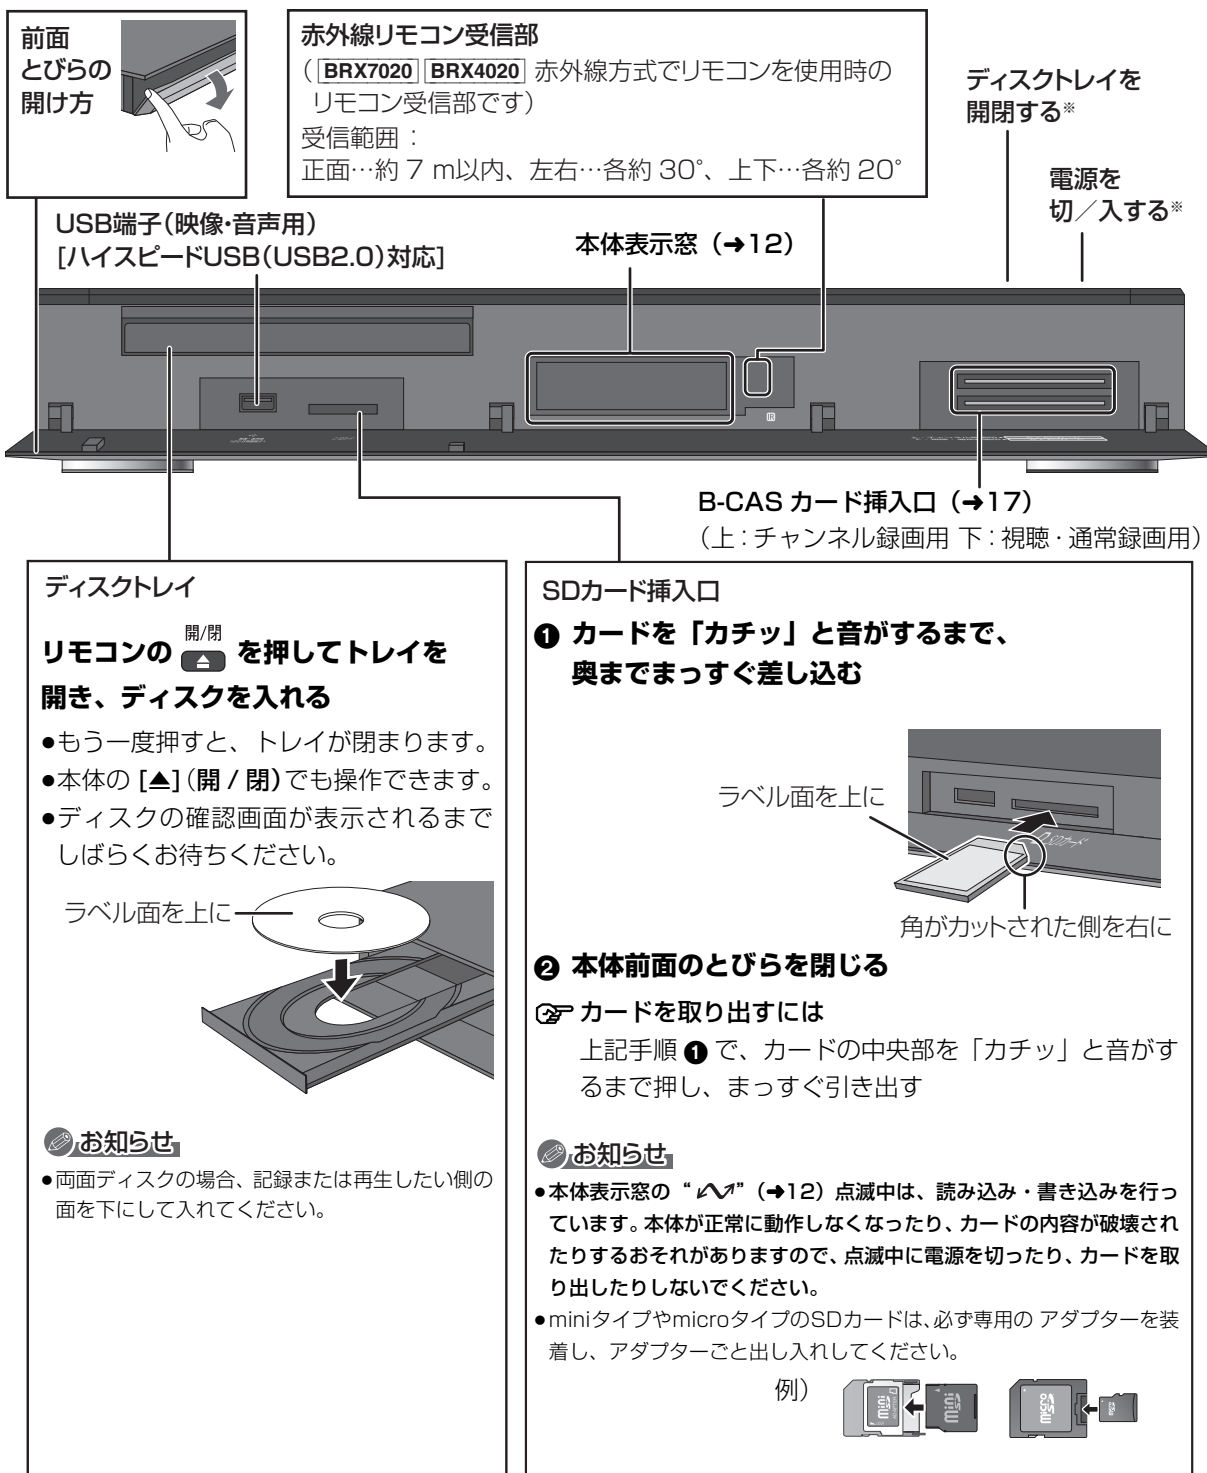 前面
とびらの
開け方
赤外線リモコン受信部
( BRX7020 BRX4020 赤外線方式でリモコンを使用時の
リモコン受信部です)
受信範囲：
正面…約 7 m以内、左右…各約 30°、上下…各約 20°
ディスクトレイを
開閉する※
電源を
切／入する※
USB端子（映像・音声用）
[ハイスピードUSB（USB2.0）対応]
本体表示窓（➔12）
IR
B-CAS カード挿入口（➔17）
（上：チャンネル録画用 下：視聴・通常録画用）
ディスクトレイ
開/閉
リモコンの ▲ を押してトレイを
開き、ディスクを入れる
●もう一度押すと、トレイが閉まります。
●本体の [▲]（開 / 閉）でも操作できます。
●ディスクの確認画面が表示されるまで
しばらくお待ちください。
ラベル面を上に
お知らせ
●両面ディスクの場合、記録または再生したい側の
面を下にして入れてください。
SDカード挿入口
❶ カードを「カチッ」と音がするまで、
奥までまっすぐ差し込む
ラベル面を上に
SDカード
角がカットされた側を右に
❷ 本体前面のとびらを閉じる
☞ カードを取り出すには
上記手順 ❶ で、カードの中央部を「カチッ」と音がす
るまで押し、まっすぐ引き出す
お知らせ
●本体表示窓の“ ”（➔12）点滅中は、読み込み・書き込みを行っ
ています。本体が正常に動作しなくなったり、カードの内容が破壊され
たりするおそれがありますので、点滅中に電源を切ったり、カードを取
り出したりしないでください。
●miniタイプやmicroタイプのSDカードは、必ず専用の アダプターを装
着し、アダプターごと出し入れしてください。
例）
mini
mini
micro